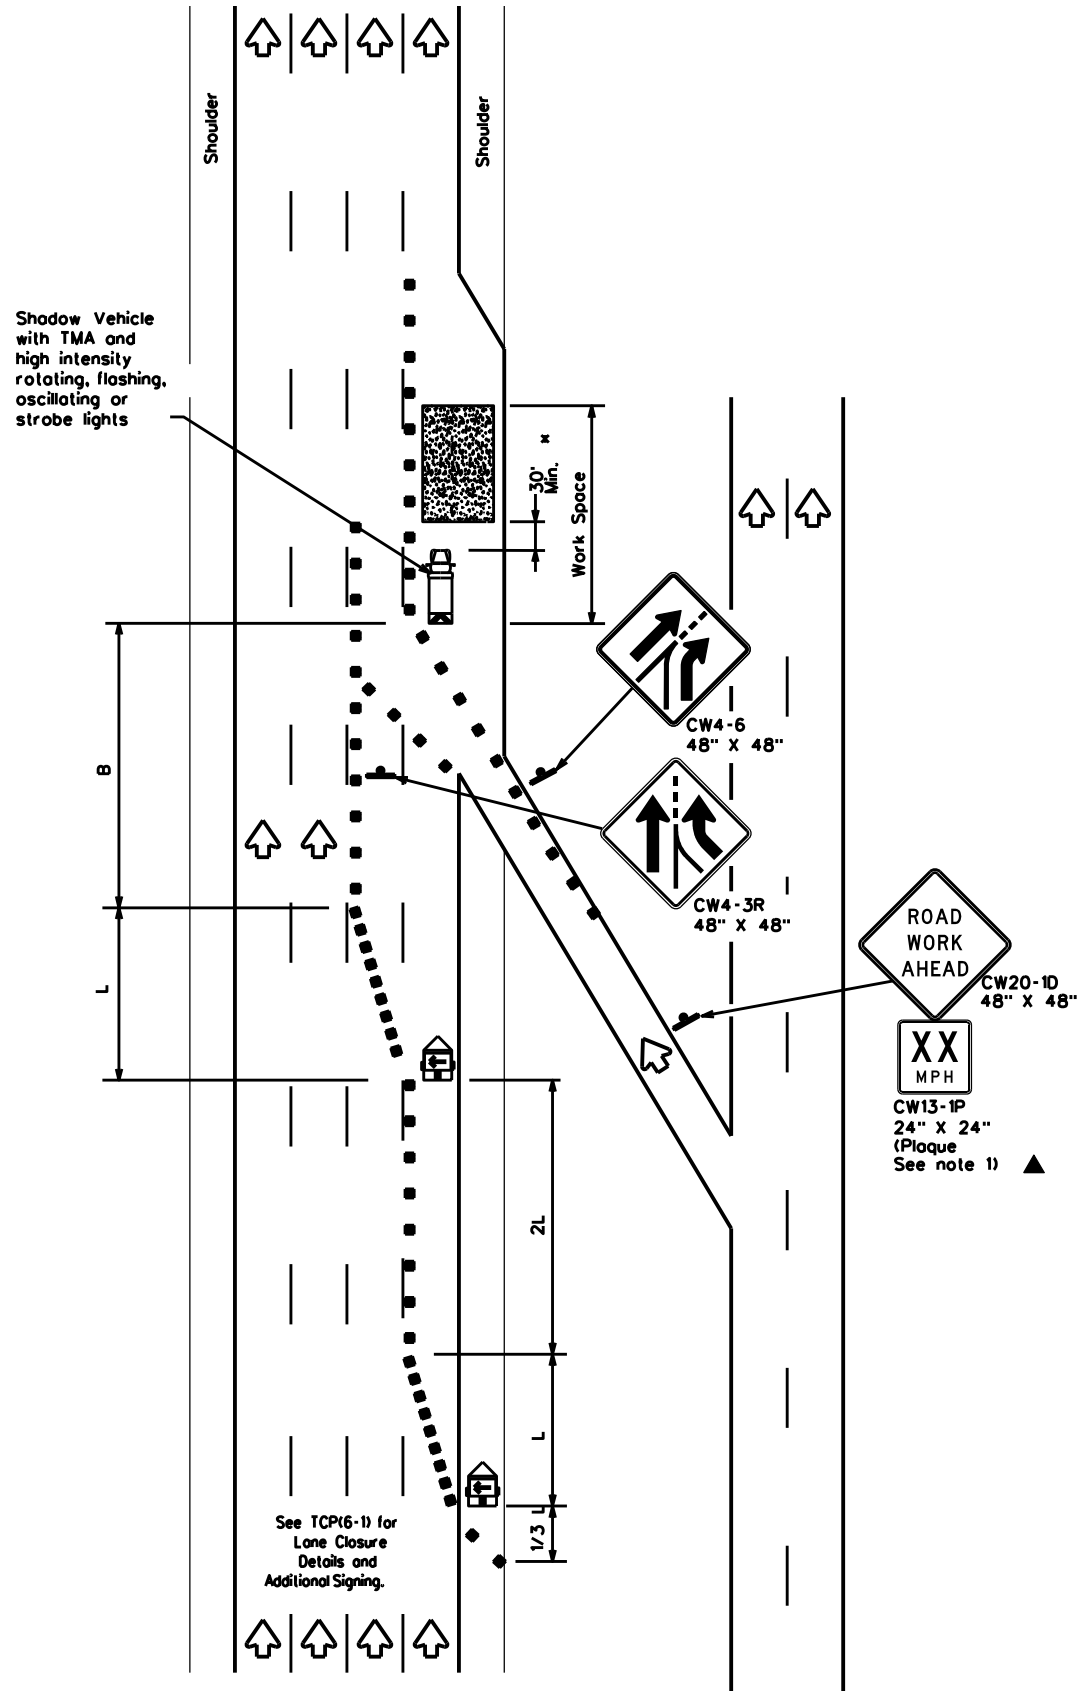 Shoulder
Shoulder
Shadow Vehicle
with TMA and
high intensity
rotating, flashing,
oscillating or
strobe lights
x
30'
Min.
Work Space
CW4-6
48" X 48"
B
CW4-3R
48" X 48"
ROAD
WORK
AHEAD
CW20-1D
48" X 48"
L
XX
MPH
CW13-1P
24" X 24"
(Plaque
See note 1)
2L
L
1/3 L
See TCP(6-1) for
Lane Closure
Details and
Additional Signing.